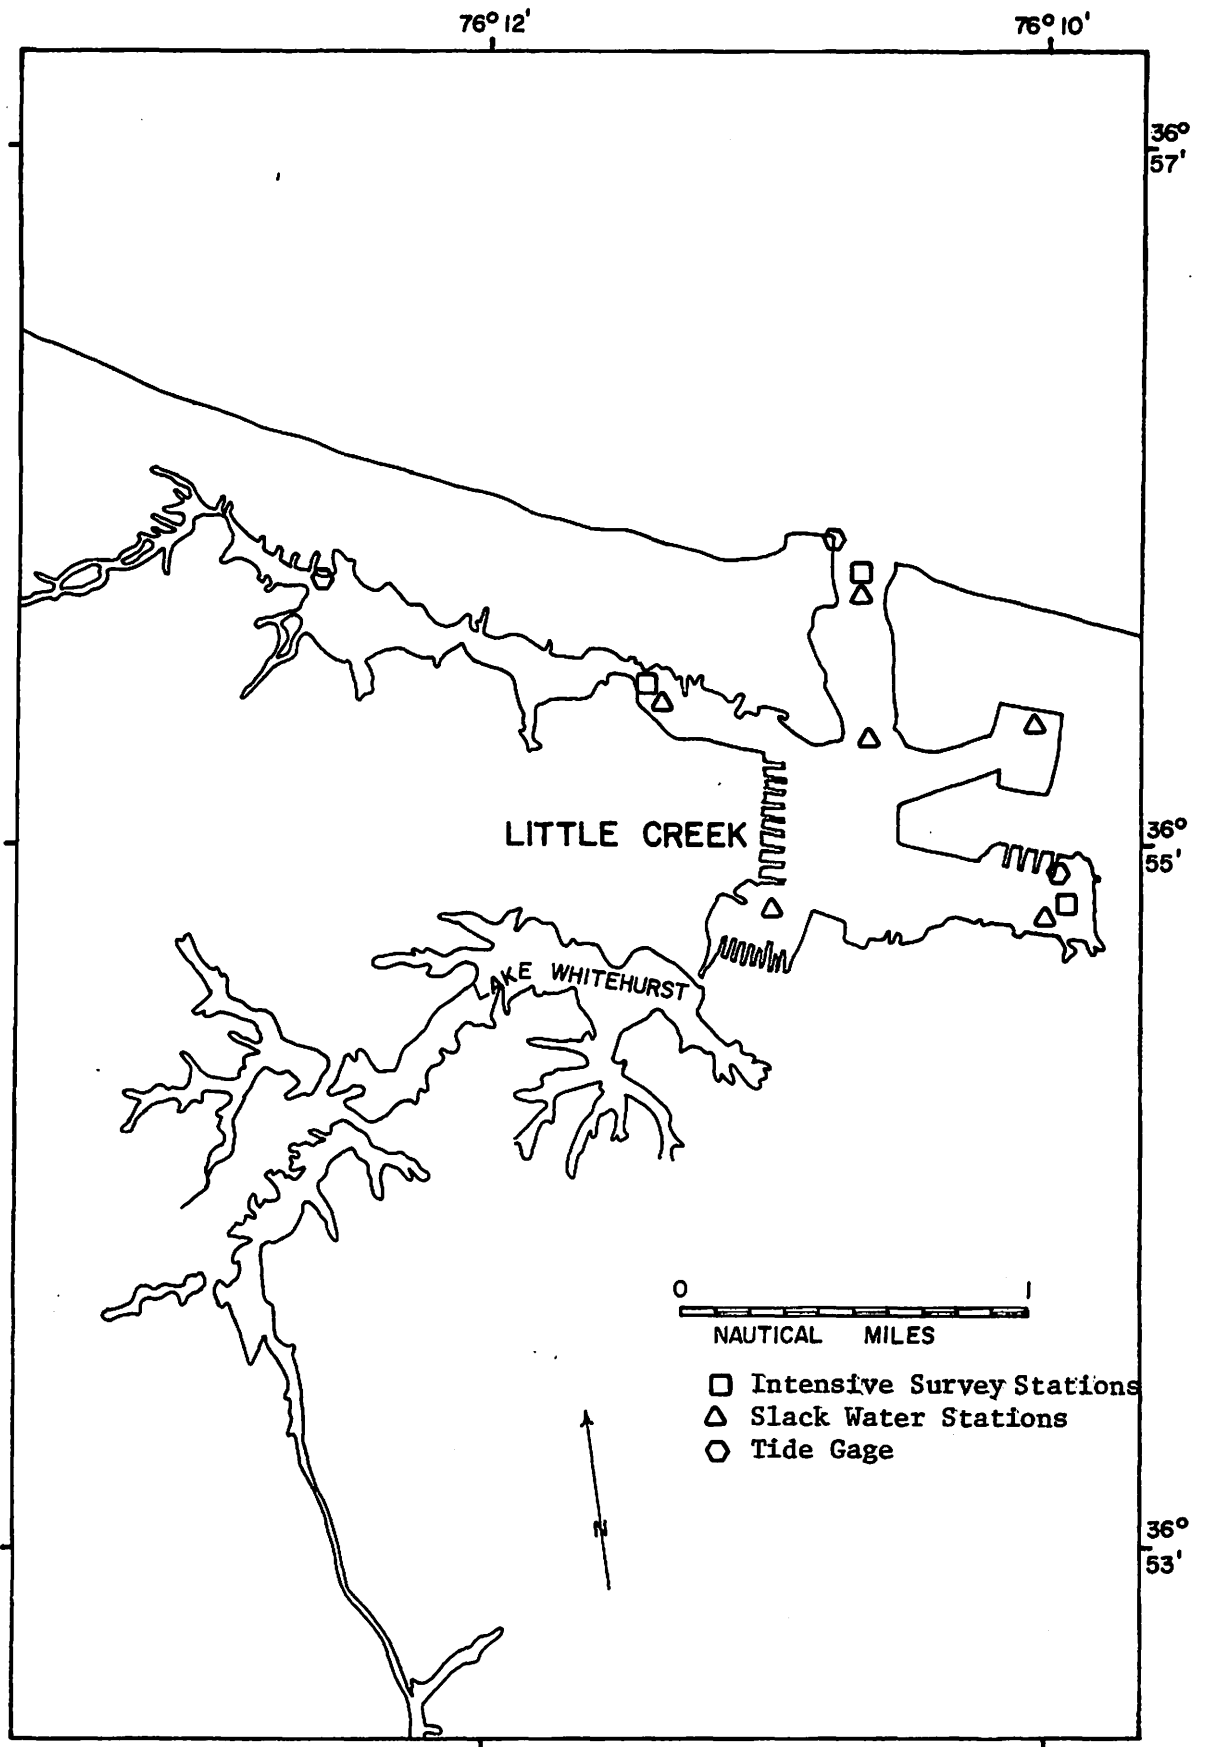 76° 12'
76° 10'
36°
57'
LITTLE CREEK
36°
55'
LAKE WHITEHURST
0 1
NAUTICAL MILES
Intensive Survey Stations
Slack Water Stations
Tide Gage
N
36°
53'